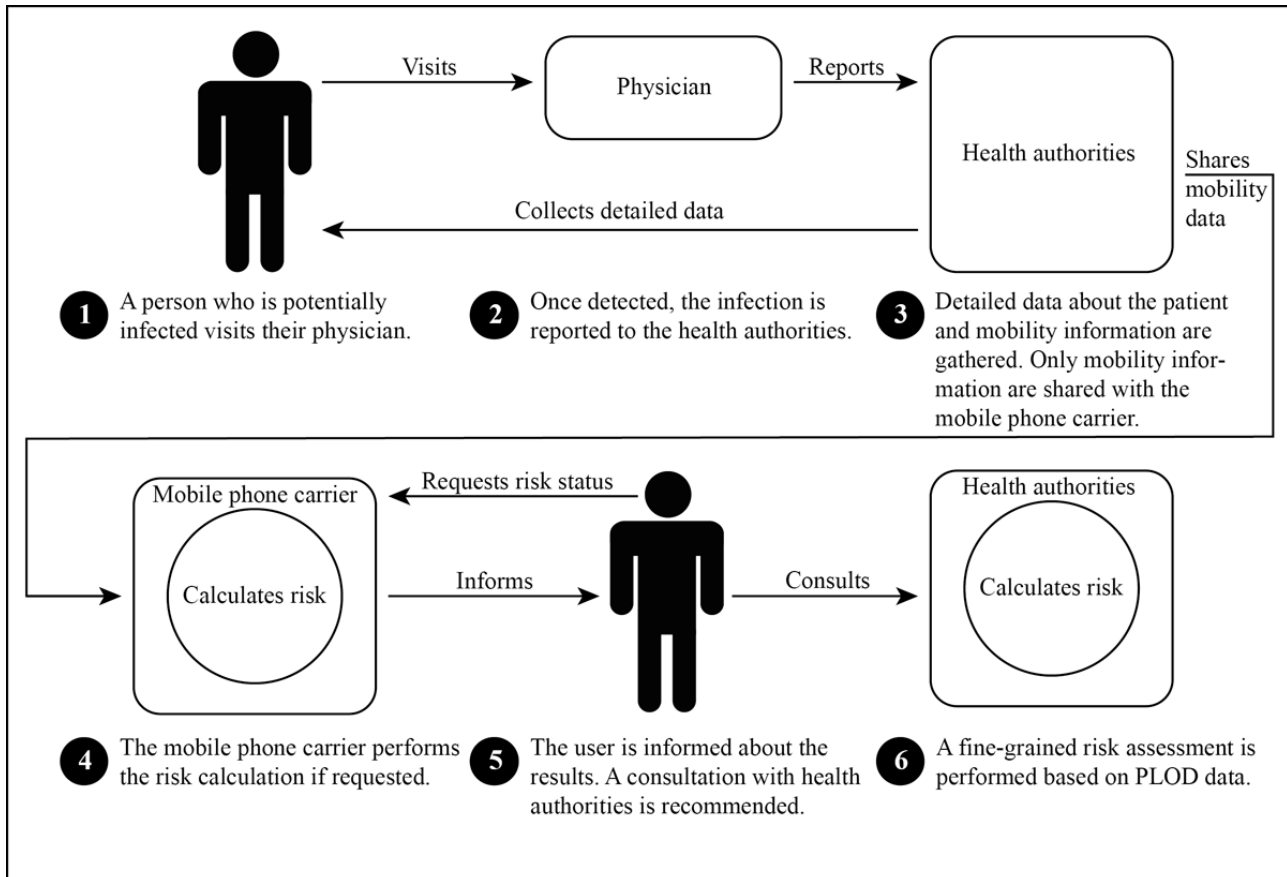 Visits
Physician
Reports
Health authorities
Shares
mobility
data
Collects detailed data
1
A person who is potentially
infected visits their physician.
2
Once detected, the infection is
reported to the health authorities.
3
Detailed data about the patient
and mobility information are
gathered. Only mobility infor-
mation are shared with the
mobile phone carrier.
Mobile phone carrier
Calculates risk
Requests risk status
Informs
Consults
Health authorities
Calculates risk
4
The mobile phone carrier performs
the risk calculation if requested.
5
The user is informed about the
results. A consultation with health
authorities is recommended.
6
A fine-grained risk assessment is
performed based on PLOD data.